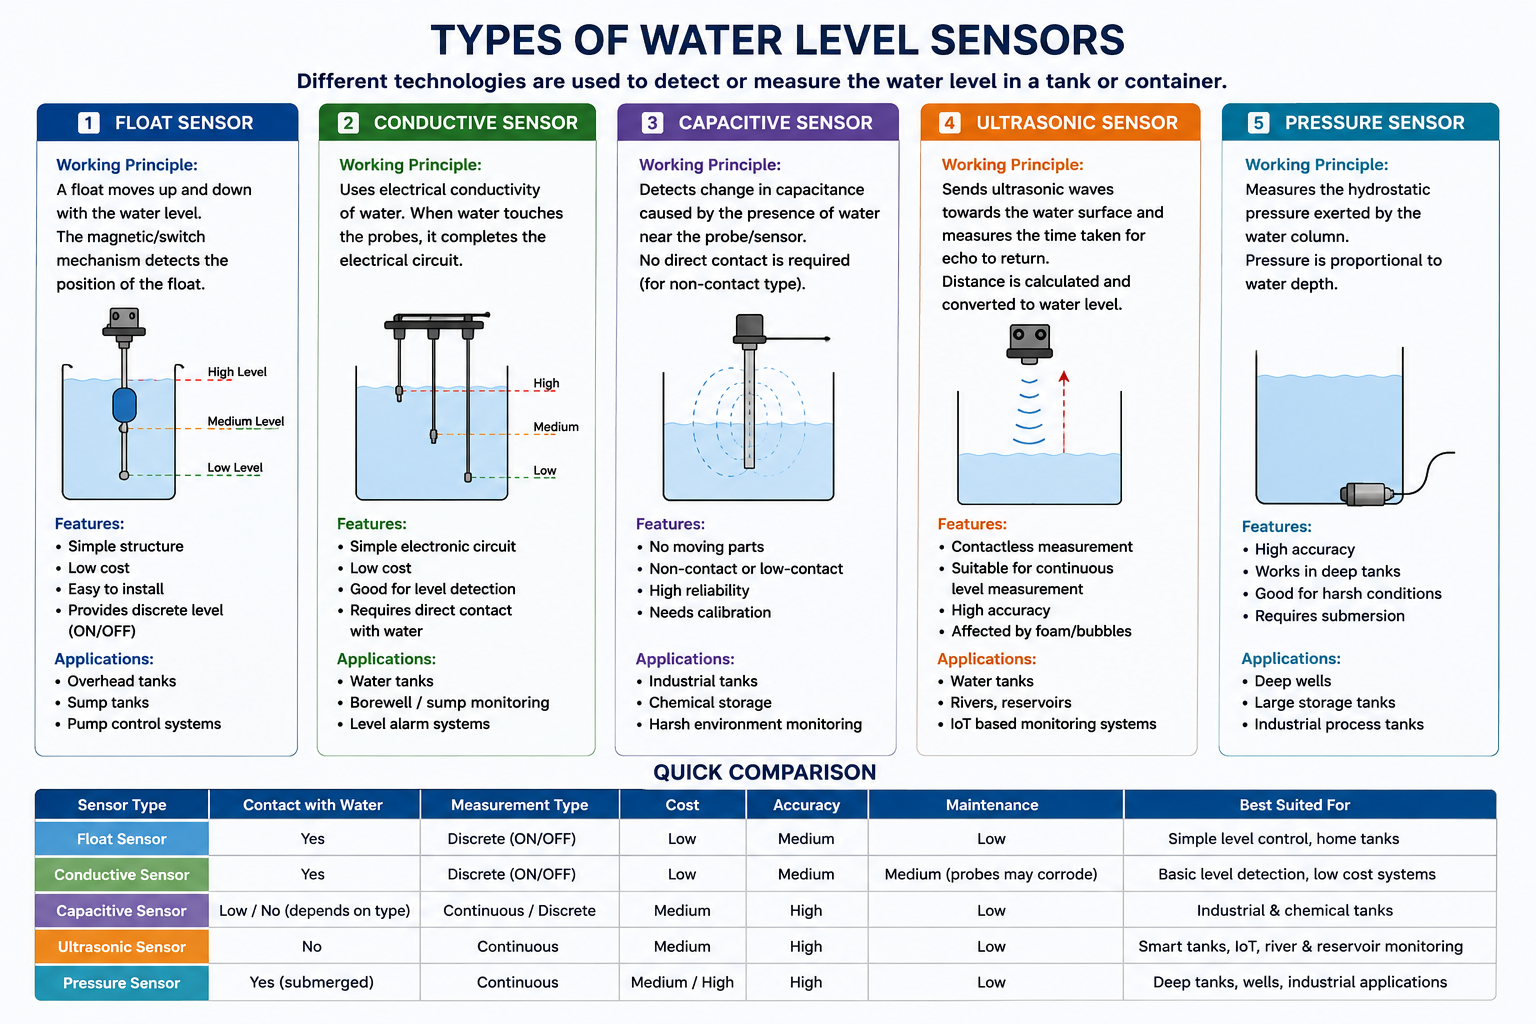 TYPES OF WATER LEVEL SENSORS
Different technologies are used to detect or measure the water level in a tank or container.
1 FLOAT SENSOR
Working Principle:
A float moves up and down
with the water level.
The magnetic/switch
mechanism detects the
position of the float.
High Level
Medium Level
Low Level
Features:
• Simple structure
• Low cost
• Easy to install
• Provides discrete level
(ON/OFF)
Applications:
• Overhead tanks
• Sump tanks
• Pump control systems
2 CONDUCTIVE SENSOR
Working Principle:
Uses electrical conductivity
of water. When water touches
the probes, it completes the
electrical circuit.
High
Medium
Low
Features:
• Simple electronic circuit
• Low cost
• Good for level detection
• Requires direct contact
with water
Applications:
• Water tanks
• Borewell / sump monitoring
• Level alarm systems
3 CAPACITIVE SENSOR
Working Principle:
Detects change in capacitance
caused by the presence of water
near the probe/sensor.
No direct contact is required
(for non-contact type).
Features:
• No moving parts
• Non-contact or low-contact
• High reliability
• Needs calibration
Applications:
• Industrial tanks
• Chemical storage
• Harsh environment monitoring
4 ULTRASONIC SENSOR
Working Principle:
Sends ultrasonic waves
towards the water surface and
measures the time taken for
echo to return.
Distance is calculated and
converted to water level.
Features:
• Contactless measurement
• Suitable for continuous
level measurement
• High accuracy
• Affected by foam/bubbles
Applications:
• Water tanks
• Rivers, reservoirs
• IoT based monitoring systems
5 PRESSURE SENSOR
Working Principle:
Measures the hydrostatic
pressure exerted by the
water column.
Pressure is proportional to
water depth.
Features:
• High accuracy
• Works in deep tanks
• Good for harsh conditions
• Requires submersion
Applications:
• Deep wells
• Large storage tanks
• Industrial process tanks
QUICK COMPARISON
Sensor Type Contact with Water Measurement Type Cost Accuracy Maintenance Best Suited For
Float Sensor Yes Discrete (ON/OFF) Low Medium Low Simple level control, home tanks
Conductive Sensor Yes Discrete (ON/OFF) Low Medium Medium (probes may corrode) Basic level detection, low cost systems
Capacitive Sensor Low / No (depends on type) Continuous / Discrete Medium High Low Industrial & chemical tanks
Ultrasonic Sensor No Continuous Medium High Low Smart tanks, IoT, river & reservoir monitoring
Pressure Sensor Yes (submerged) Continuous Medium / High High Low Deep tanks, wells, industrial applications